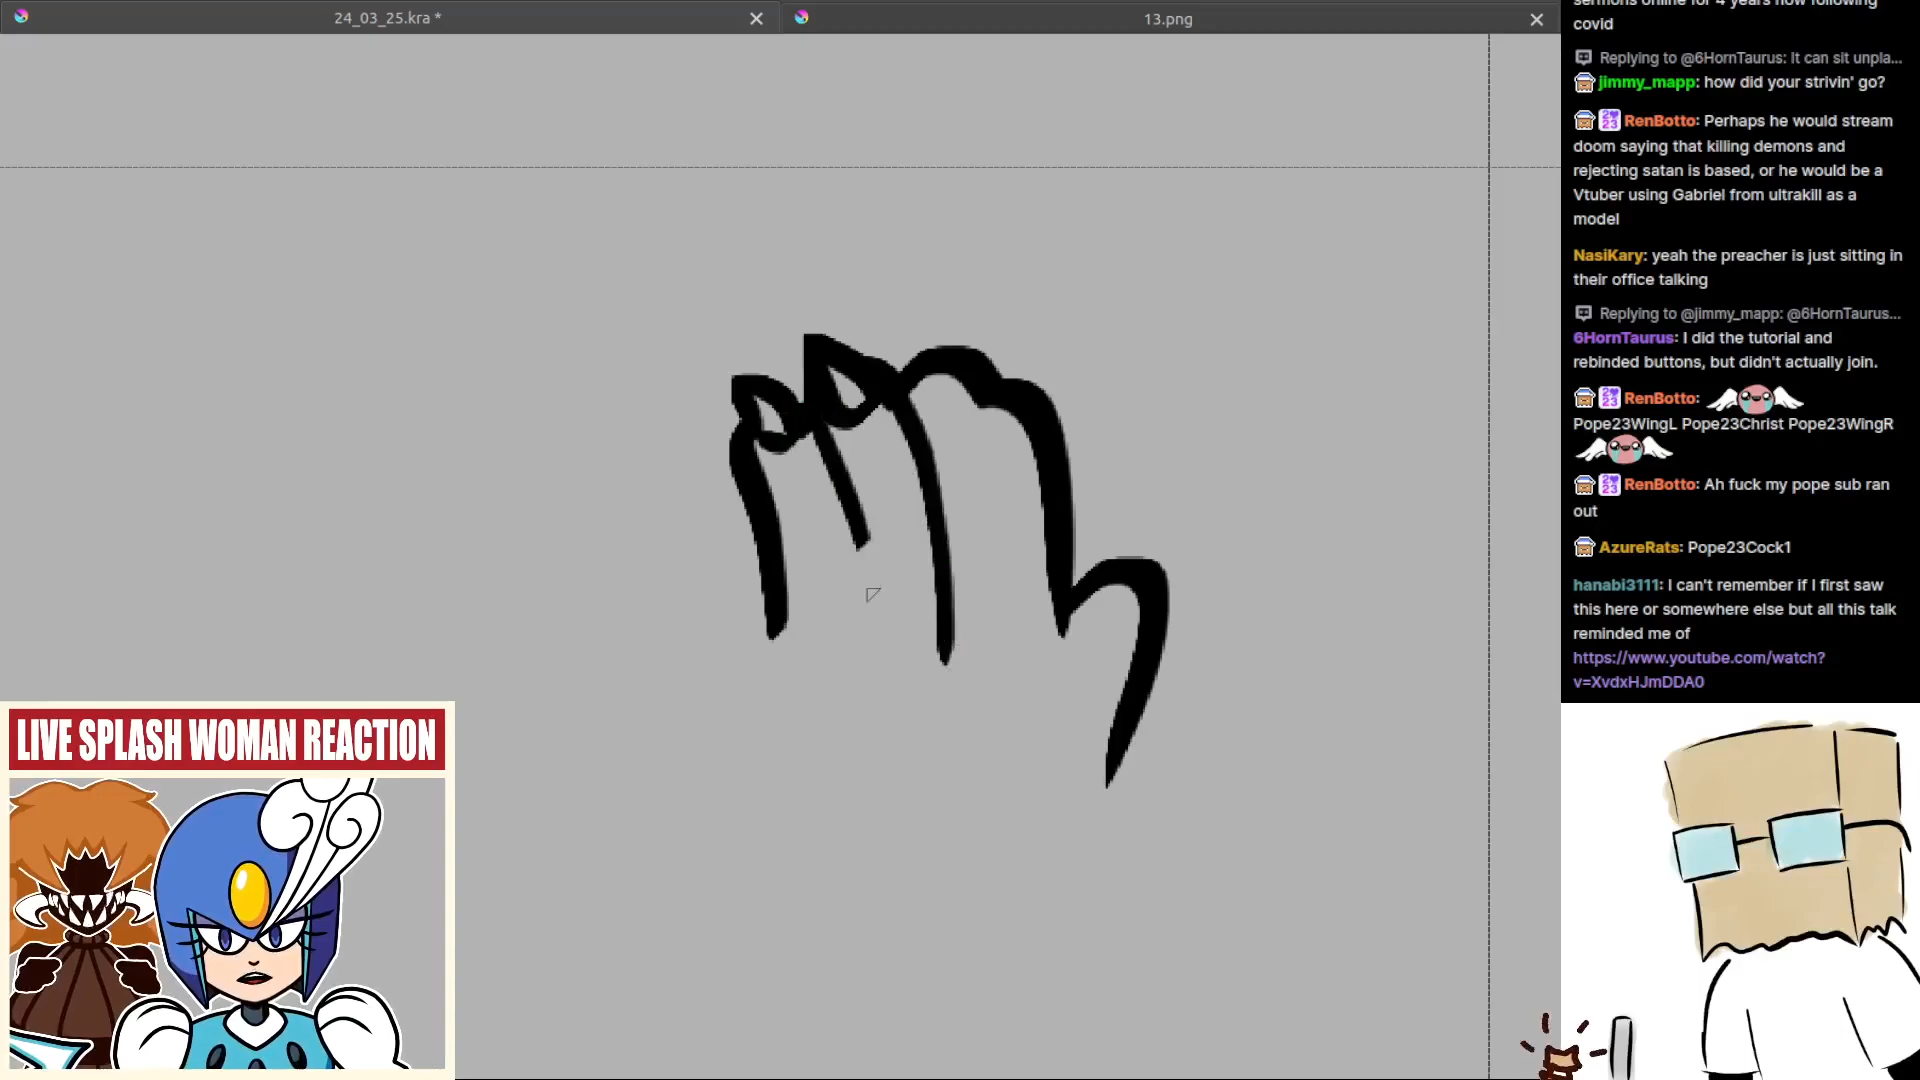 24_03_25.kra *
13.png
sermons online for 4 years now following
covid
Replying to @6HornTaurus: It can sit unpla...
jimmy_mapp: how did your strivin' go?
RenBotto: Perhaps he would stream
doom saying that killing demons and
rejecting satan is based, or he would be a
Vtuber using Gabriel from ultrakill as a
model
NasiKary: yeah the preacher is just sitting in
their office talking
Replying to @jimmy_mapp: @6HornTaurus...
6HornTaurus: I did the tutorial and
rebinded buttons, but didn't actually join.
RenBotto:
Pope23WingL Pope23Christ Pope23WingR
RenBotto: Ah fuck my pope sub ran
out
AzureRats: Pope23Cock1
hanabi3111: I can't remember if I first saw
this here or somewhere else but all this talk
reminded me of
https://www.youtube.com/watch?
v=XvdxHJmDDA0
LIVE SPLASH WOMAN REACTION